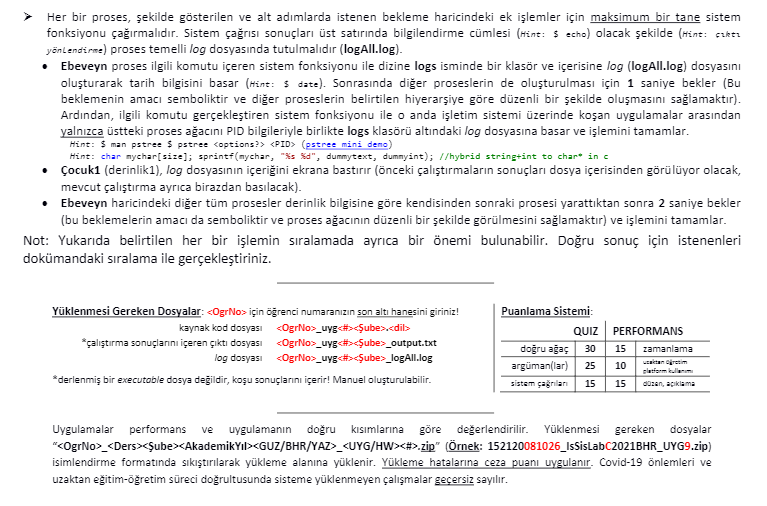 ➤ Her bir proses, şekilde gösterilen ve alt adımlarda istenen bekleme haricindeki ek işlemler için maksimum bir tane sistem
fonksiyonu çağırmalıdır. Sistem çağrısı sonuçları üst satırında bilgilendirme cümlesi (Hint: $ echo) olacak şekilde (Hint: çıktı
yönlendirme) proses temelli log dosyasında tutulmalıdır (logAll.log).
• Ebeveyn proses ilgili komutu içeren sistem fonksiyonu ile dizine logs isminde bir klasör ve içerisine log (logAll.log) dosyasını
oluşturarak tarih bilgisini basar (Hint: $ date). Sonrasında diğer proseslerin de oluşturulması için 1 saniye bekler (Bu
beklemenin amacı semboliktir ve diğer proseslerin belirtilen hiyerarşiye göre düzenli bir şekilde oluşmasını sağlamaktır).
Ardından, ilgili komutu gerçekleştiren sistem fonksiyonu ile o anda işletim sistemi üzerinde koşan uygulamalar arasından
yalnızca üstteki proses ağacını PID bilgileriyle birlikte logs klasörü altındaki log dosyasına basar ve işlemini tamamlar.
Hint: $ man pstree $ pstree <options?> <PID> (pstree mini demo)
Hint: char mychar[size]; sprintf(mychar, "%s %d", dummytext, dummyint); //hybrid string+int to char* in c
• Çocuk1 (derinlik1), log dosyasının içeriğini ekrana bastırır (önceki çalıştırmaların sonuçları dosya içerisinden görülüyor olacak,
mevcut çalıştırma ayrıca birazdan basılacak).
• Ebeveyn haricindeki diğer tüm prosesler derinlik bilgisine göre kendisinden sonraki prosesi yarattıktan sonra 2 saniye bekler
(bu beklemelerin amacı da semboliktir ve proses ağacının düzenli bir şekilde görülmesini sağlamaktır) ve işlemini tamamlar.
Not: Yukarıda belirtilen her bir işlemin sıralamada ayrıca bir önemi bulunabilir. Doğru sonuç için istenenleri
dokümandaki sıralama ile gerçekleştiriniz.
Yüklenmesi Gereken Dosyalar: <OgrNo> için öğrenci numaranızın son altı hanesini giriniz!
kaynak kod dosyası <OgrNo>_uyg<#><Şube>.<dil>
*çalıştırma sonuçlarını içeren çıktı dosyası <OgrNo>_uyg<#><Şube>_output.txt
log dosyası <OgrNo>_uyg<#><Şube>_logAll.log
*derlenmiş bir executable dosya değildir, koşu sonuçlarını içerir! Manuel oluşturulabilir.
Puanlama Sistemi:
QUIZ PERFORMANS
doğru ağaç 30 15 zamanlama
argüman(lar) 25 10 uzaktan öğretim platform kullanımı
sistem çağrıları 15 15 düzen, açıklama
Uygulamalar performans ve uygulamanın doğru kısımlarına göre değerlendirilir. Yüklenmesi gereken dosyalar
"<OgrNo>_<Ders><Şube><AkademikYıl><GUZ/BHR/YAZ>_<UYG/HW><#>.zip" (Örnek: 152120081026_IsSisLabC2021BHR_UYG9.zip)
isimlendirme formatında sıkıştırılarak yükleme alanına yüklenir. Yükleme hatalarına ceza puanı uygulanır. Covid-19 önlemleri ve
uzaktan eğitim-öğretim süreci doğrultusunda sisteme yüklenmeyen çalışmalar geçersiz sayılır.